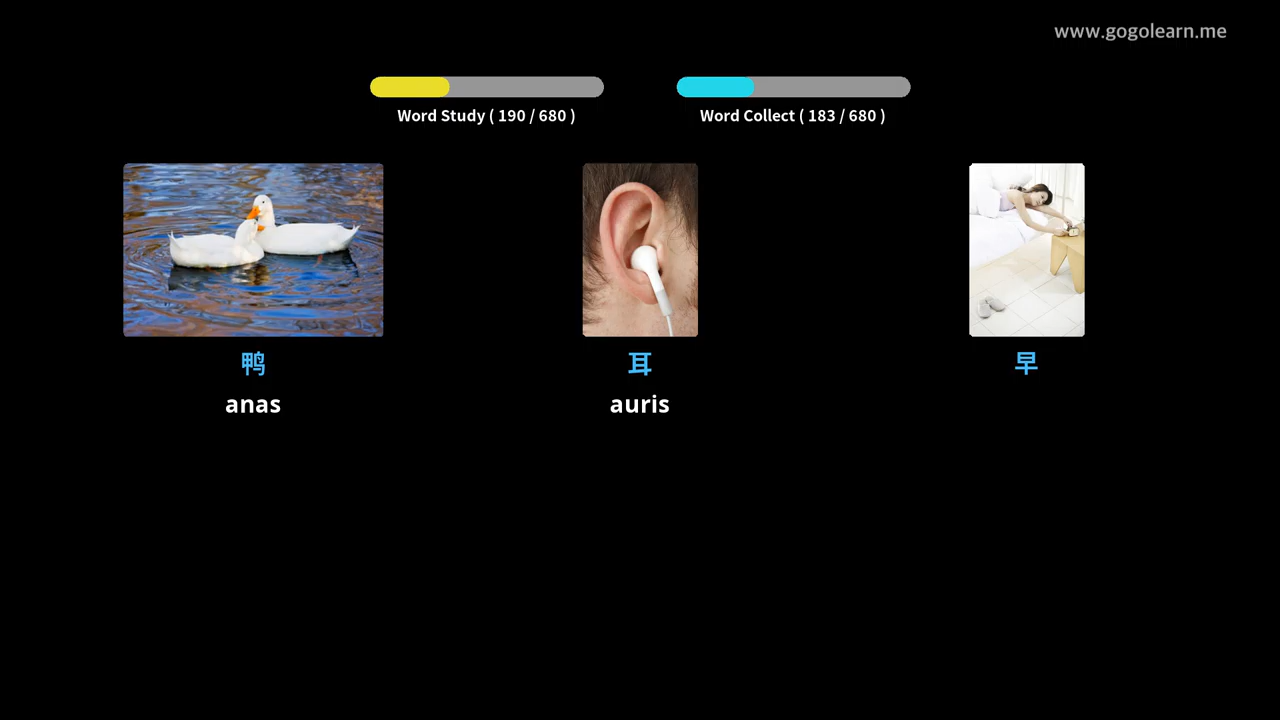 www.gogolearn.me
Word Study ( 190 / 680 )
Word Collect ( 183 / 680 )
鸭
耳
早
anas
auris